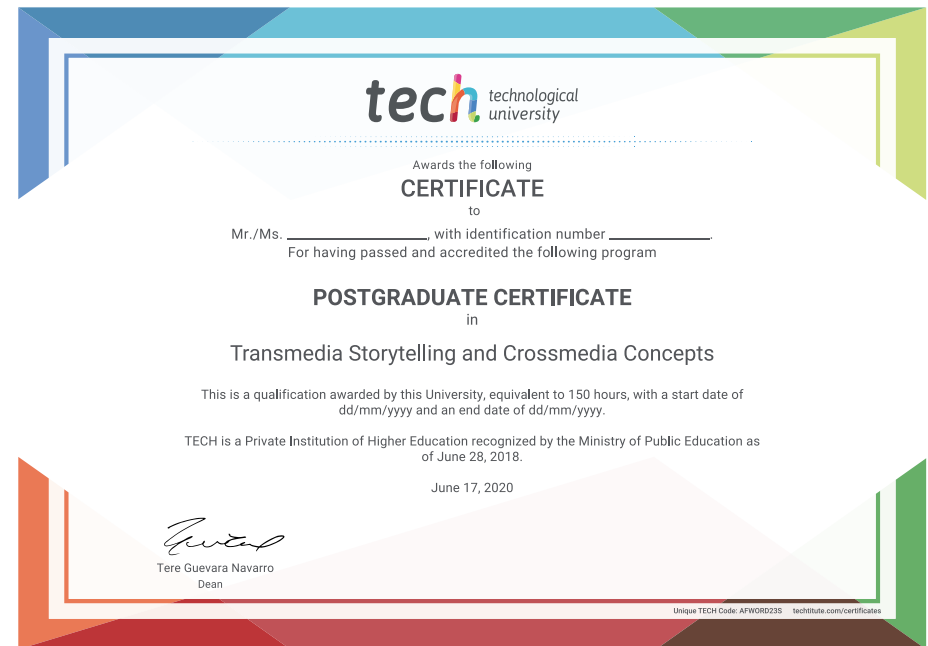 tech technological
university
Awards the following
CERTIFICATE
to
Mr./Ms. ____________________, with identification number ______________.
For having passed and accredited the following program
POSTGRADUATE CERTIFICATE
in
Transmedia Storytelling and Crossmedia Concepts
This is a qualification awarded by this University, equivalent to 150 hours, with a start date of
dd/mm/yyyy and an end date of dd/mm/yyyy.
TECH is a Private Institution of Higher Education recognized by the Ministry of Public Education as
of June 28, 2018.
June 17, 2020
Tere Guevara Navarro
Dean
Unique TECH Code: AFWORD23S techtitute.com/certificates